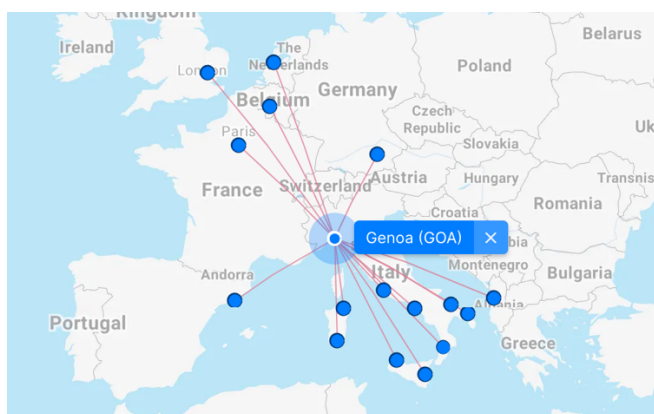 Kingdom
Belarus
Ireland
The
Netherlands
London
Poland
Germany
Belgium
Czech
Republic
Uk
Paris
Slovakia
Austria
Hungary
Transnis
France
Switzerland
Romania
Croatia
Genoa (GOA) ×
bia
Italy
Montenegro
Bulgaria
Andorra
Albania
Portugal
Greece